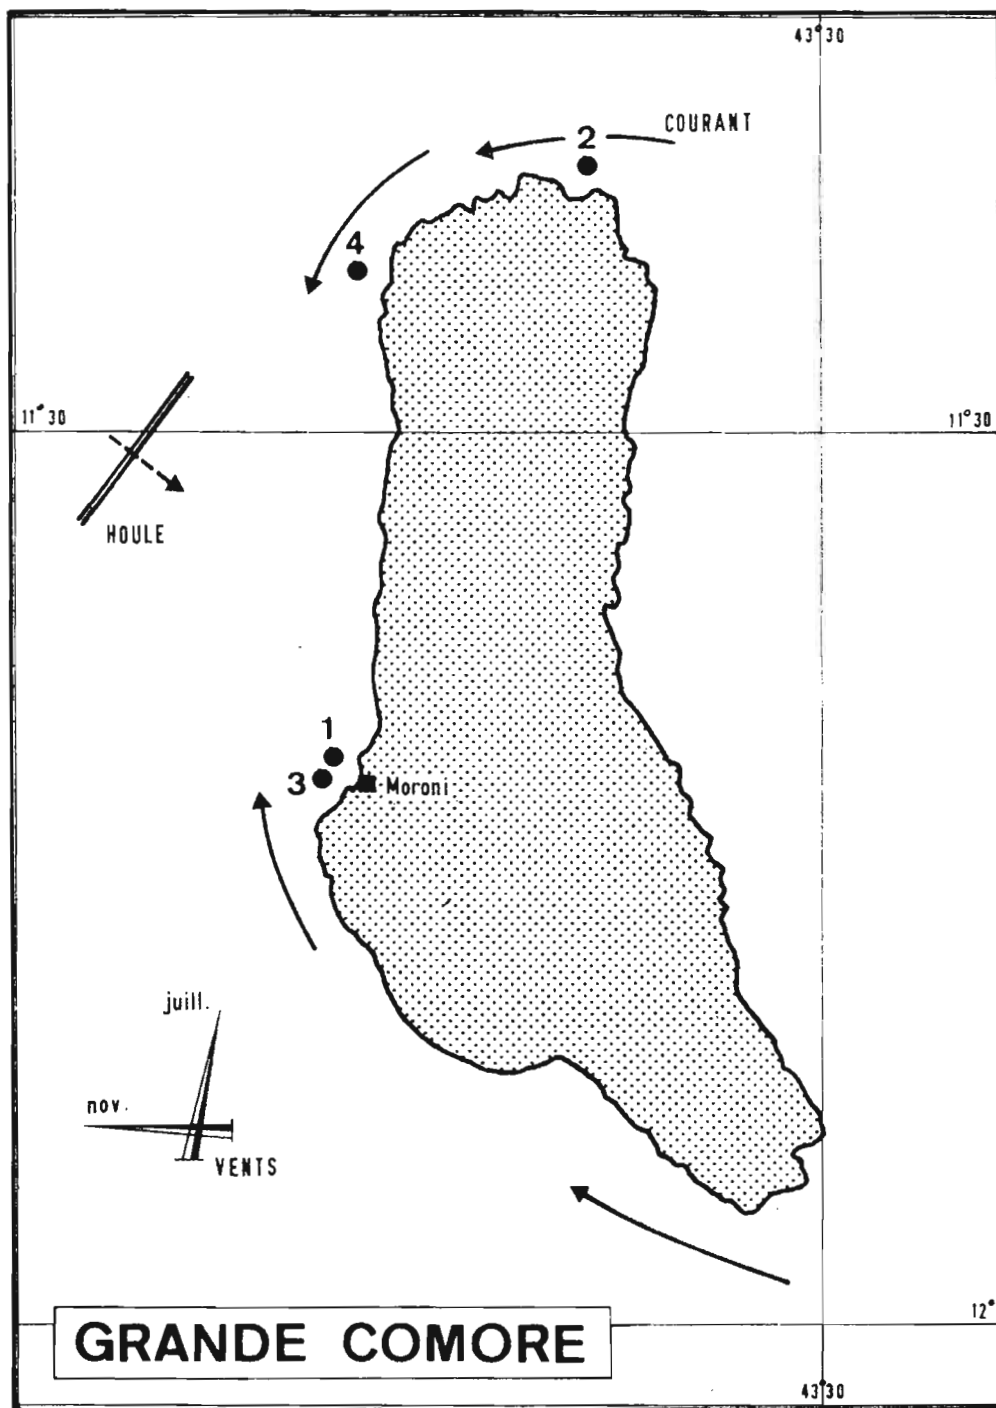 43°30
COURANT
2
4
11°30
11°30
HOULE
1
3
Moroni
juill.
nov.
VENTS
12°
GRANDE COMORE
43°30